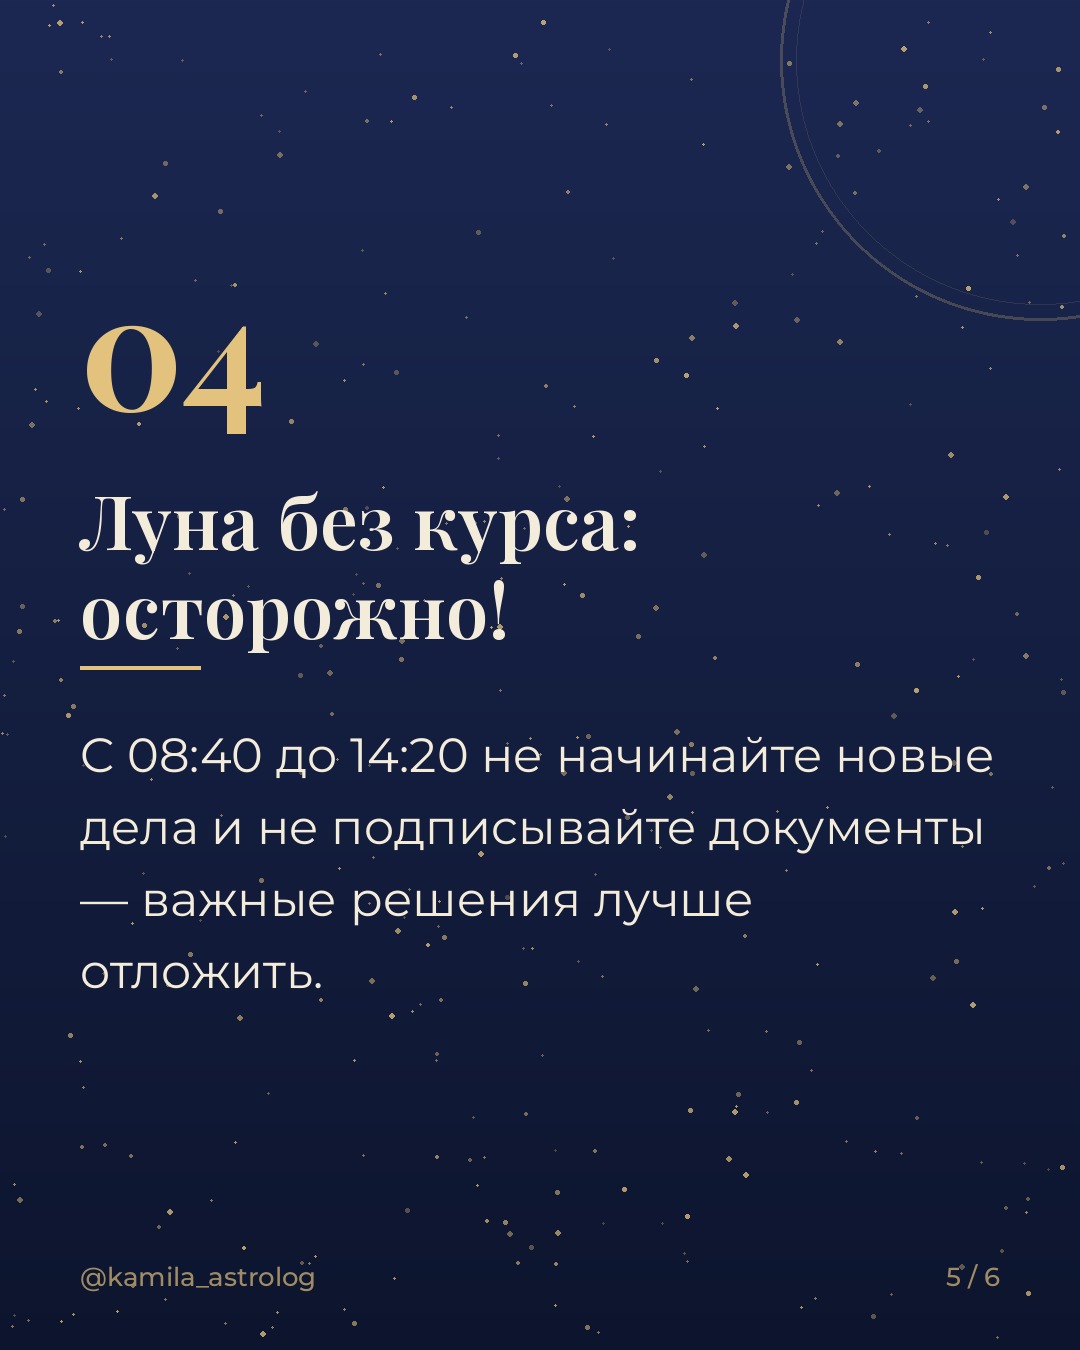 04
Луна без курса:
осторожно!
С 08:40 до 14:20 не начинайте новые
дела и не подписывайте документы
— важные решения лучше
отложить.
@kamila_astrolog
5 / 6